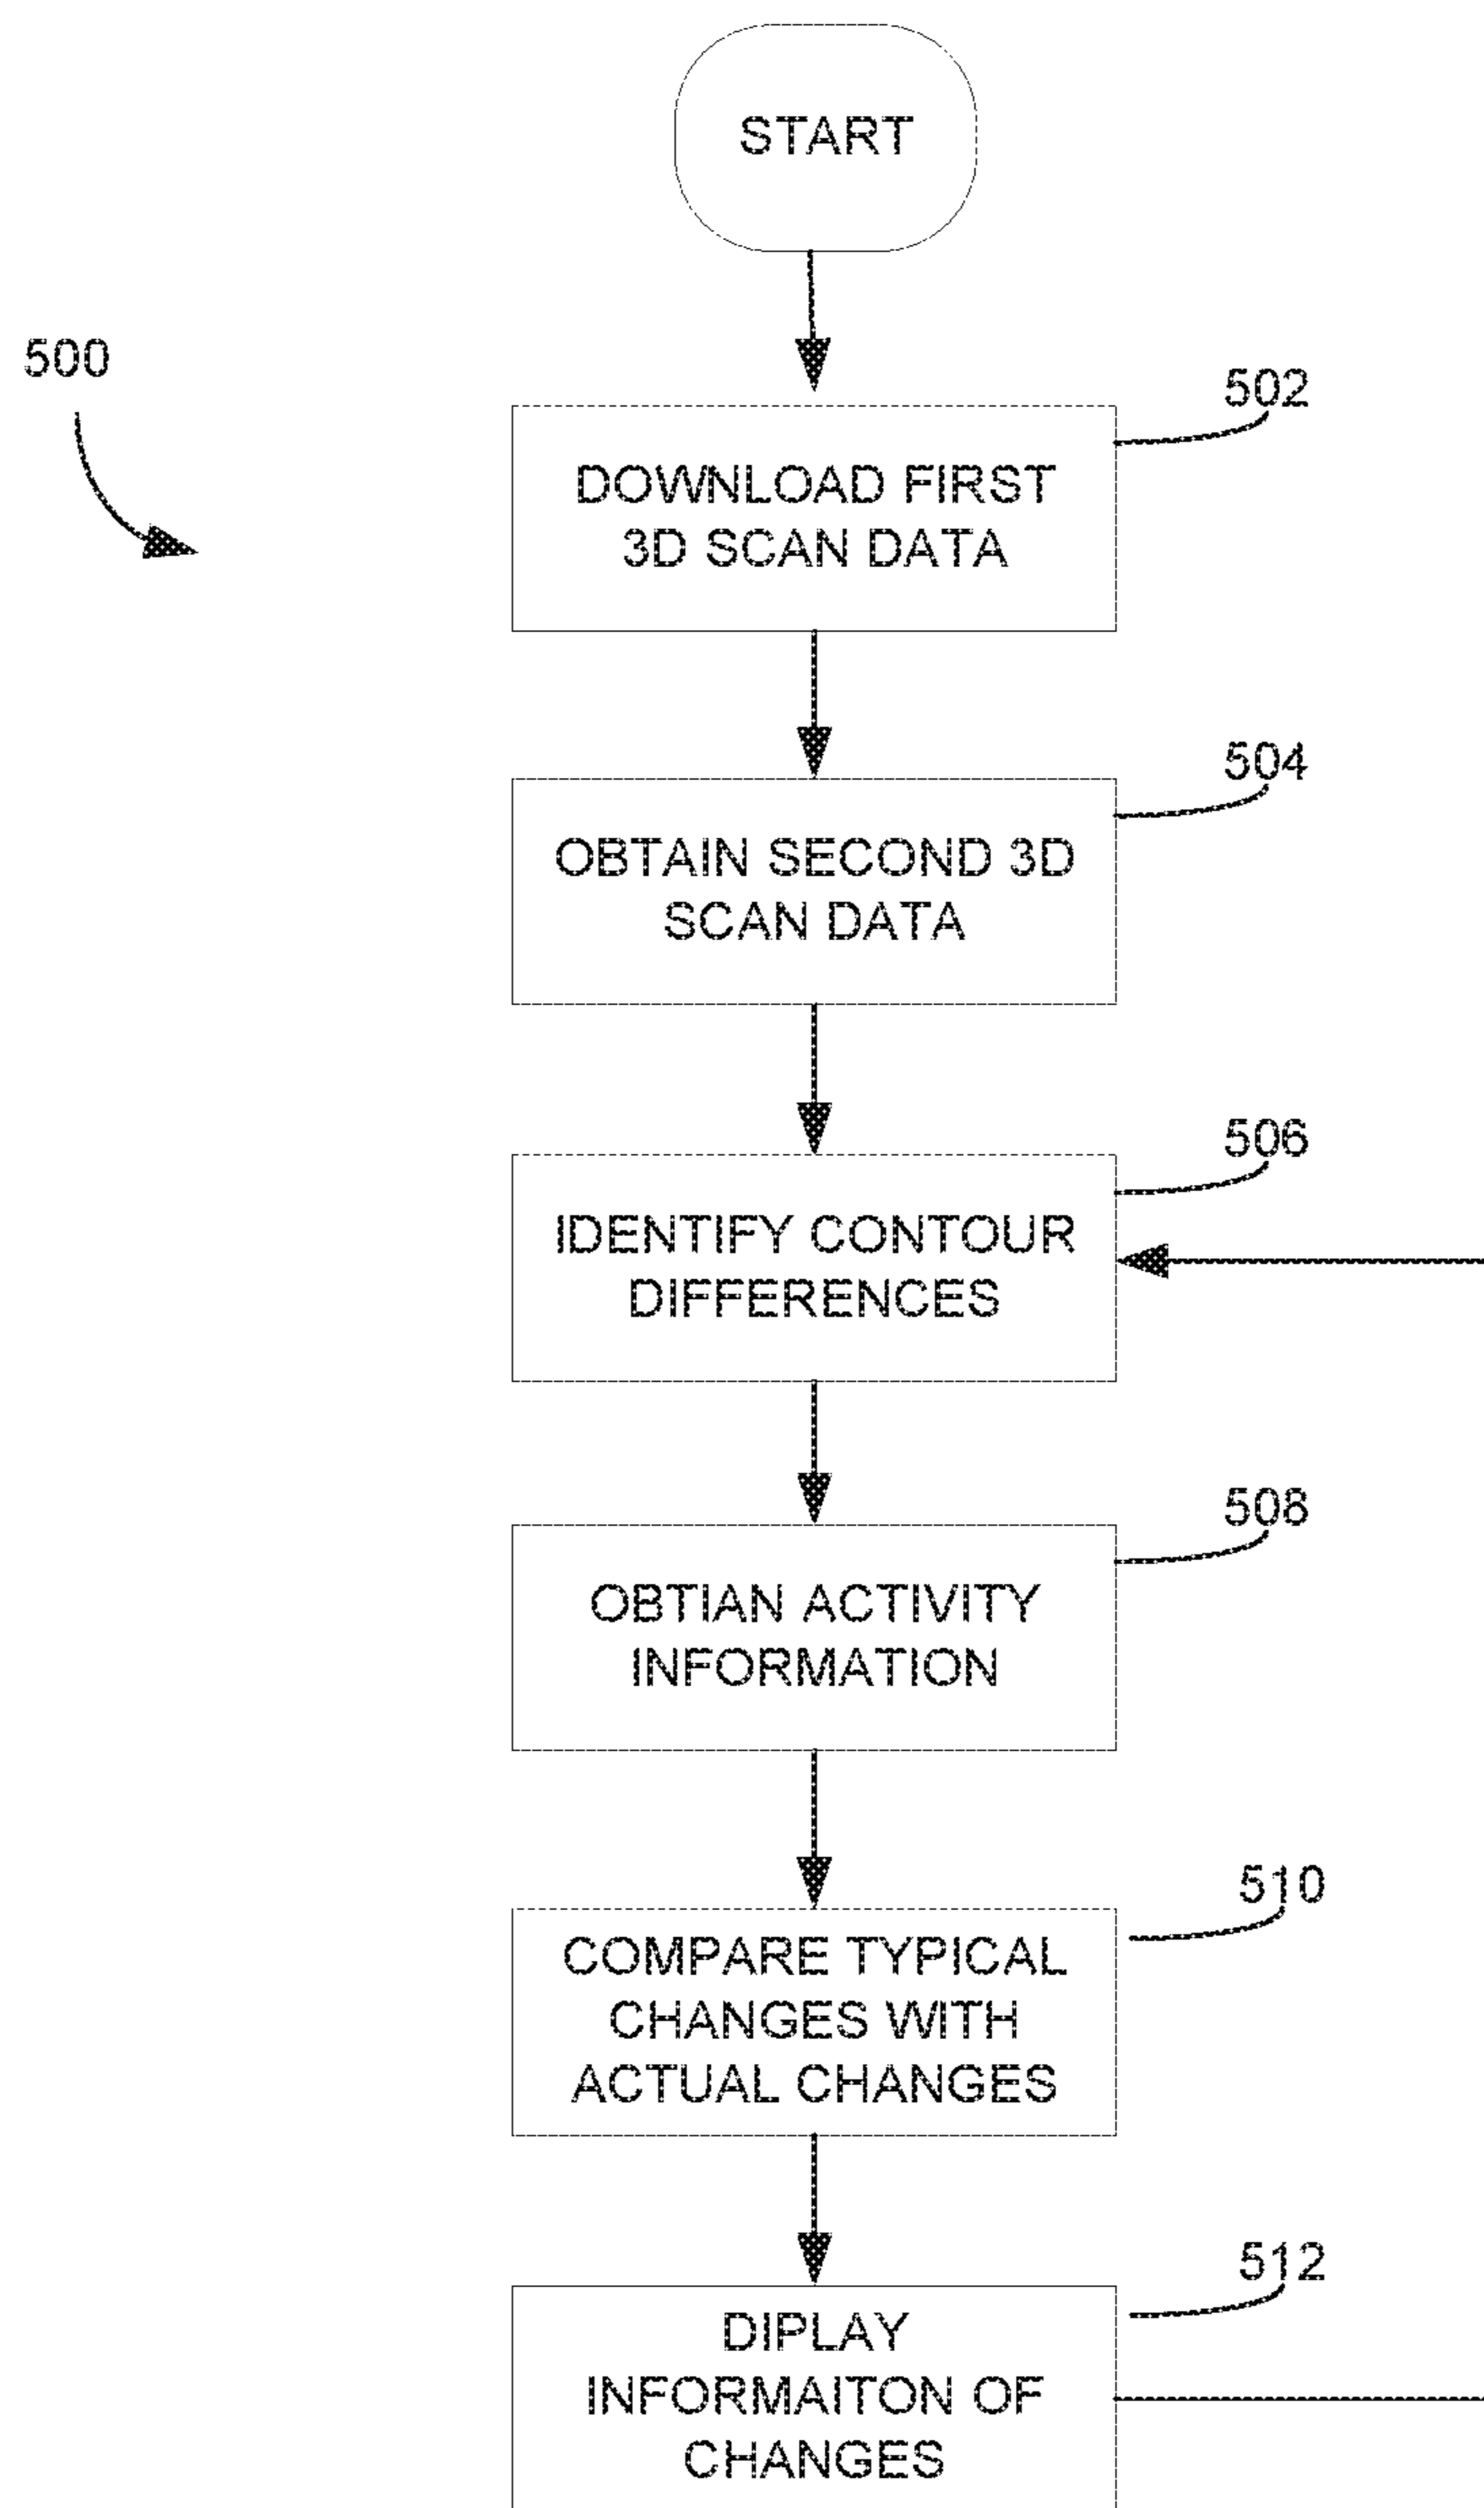 START
500
502
DOWNLOAD FIRST
3D SCAN DATA
504
OBTAIN SECOND 3D
SCAN DATA
506
IDENTIFY CONTOUR
DIFFERENCES
508
OBTIAN ACTIVITY
INFORMATION
510
COMPARE TYPICAL
CHANGES WITH
ACTUAL CHANGES
512
DIPLAY
INFORMAITON OF
CHANGES